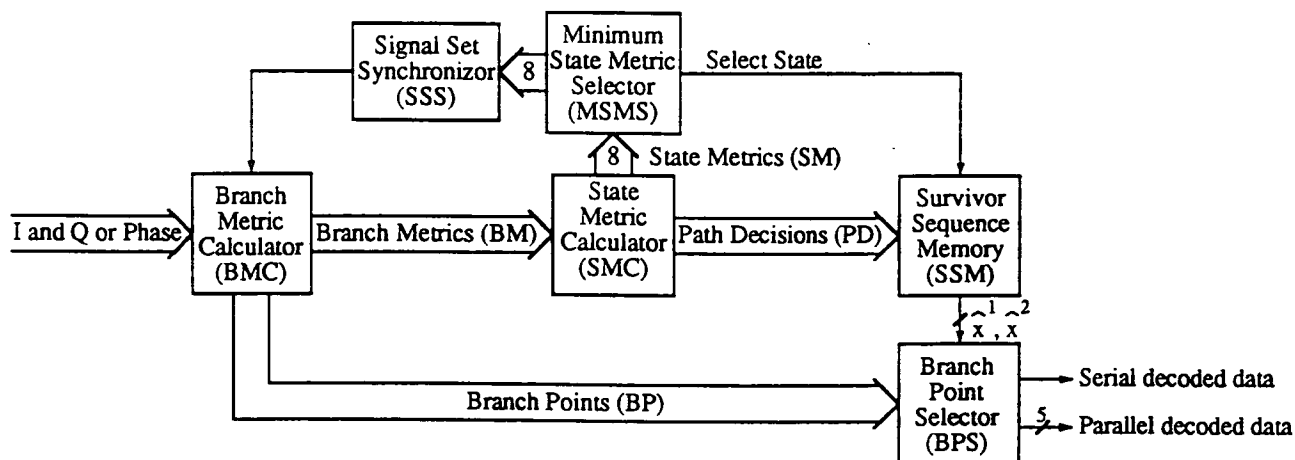 Signal Set
Synchronizor
(SSS)
8
Minimum
State Metric
Selector
(MSMS)
Select State
8
State Metrics (SM)
I and Q or Phase
Branch
Metric
Calculator
(BMC)
Branch Metrics (BM)
State
Metric
Calculator
(SMC)
Path Decisions (PD)
Survivor
Sequence
Memory
(SSM)
x̂¹, x̂²
Branch Points (BP)
Branch
Point
Selector
(BPS)
Serial decoded data
5
Parallel decoded data